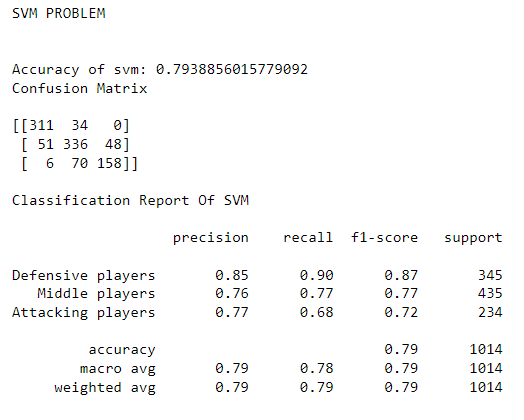 SVM PROBLEM
Accuracy of svm: 0.7938856015779092
Confusion Matrix
[[311  34   0]
 [ 51 336  48]
 [  6  70 158]]
Classification Report Of SVM
precision    recall  f1-score   support
Defensive players       0.85      0.90      0.87       345
Middle players       0.76      0.77      0.77       435
Attacking players       0.77      0.68      0.72       234
accuracy                           0.79      1014
macro avg       0.79      0.78      0.79      1014
weighted avg       0.79      0.79      0.79      1014